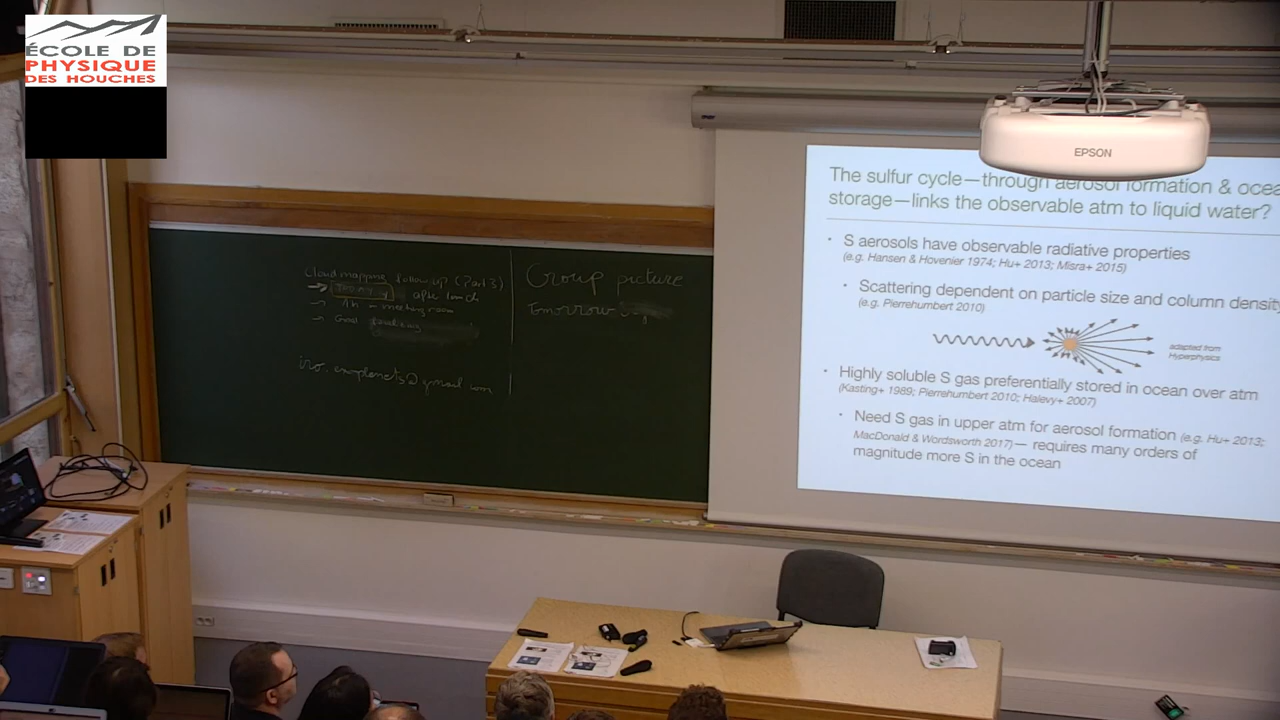 ÉCOLE DE
PHYSIQUE
DES HOUCHES
EPSON
Cloud mapping follow up (Part 3)
after lunch
meeting room
Group picture
Tomorrow
The sulfur cycle—through aerosol formation & ocea
storage—links the observable atm to liquid water?
• S aerosols have observable radiative properties
(e.g. Hansen & Hovenier 1974; Hu+ 2013; Misra+ 2015)
• Scattering dependent on particle size and column density
(e.g. Pierrehumbert 2010)
adapted from
Hyperphysics
• Highly soluble S gas preferentially stored in ocean over atm
(Kasting+ 1989; Pierrehumbert 2010; Halevy+ 2007)
• Need S gas in upper atm for aerosol formation (e.g. Hu+ 2013;
MacDonald & Wordsworth 2017)— requires many orders of
magnitude more S in the ocean